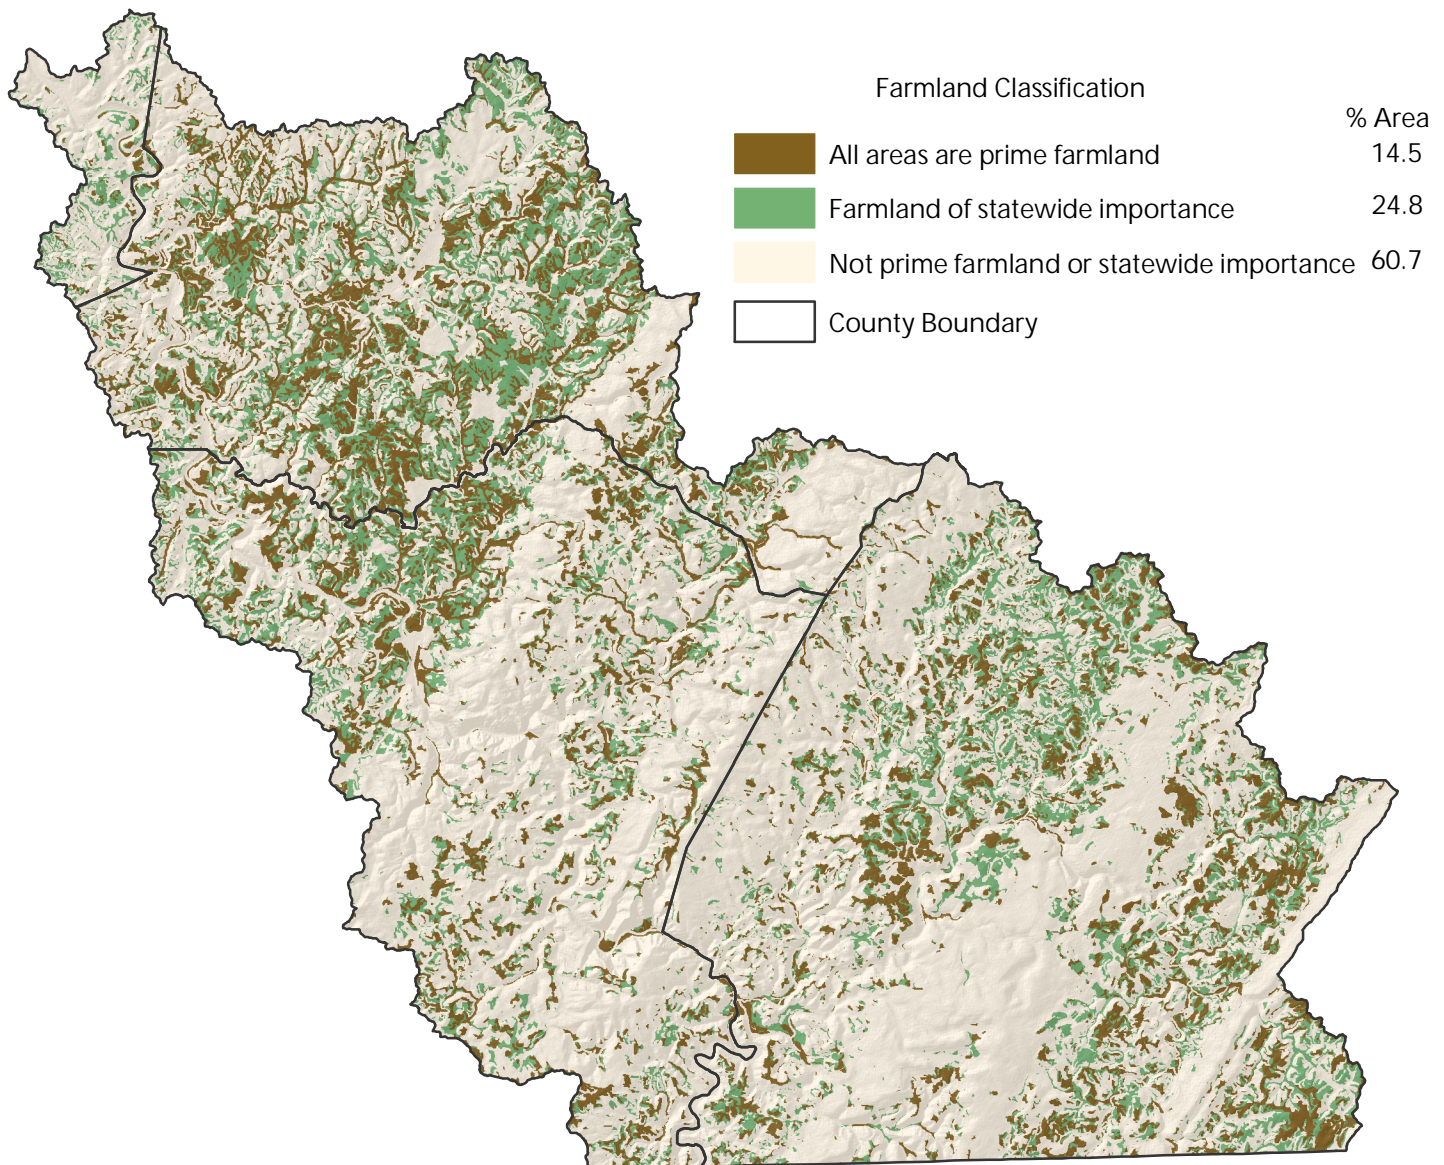 Farmland Classification
% Area
All areas are prime farmland 14.5
Farmland of statewide importance 24.8
Not prime farmland or statewide importance 60.7
County Boundary